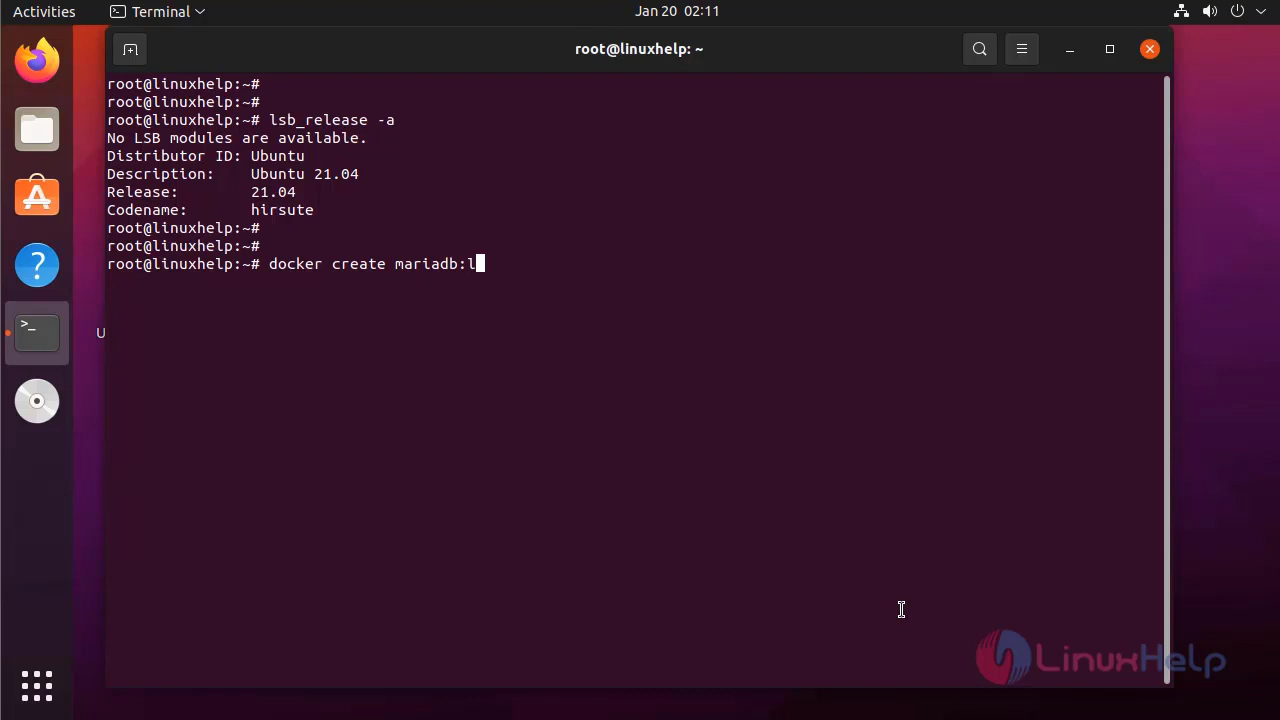 Activities Terminal Jan 20 02:11
root@linuxhelp: ~
root@linuxhelp:~#
root@linuxhelp:~#
root@linuxhelp:~# lsb_release -a
No LSB modules are available.
Distributor ID: Ubuntu
Description: Ubuntu 21.04
Release: 21.04
Codename: hirsute
root@linuxhelp:~#
root@linuxhelp:~#
root@linuxhelp:~# docker create mariadb:l
U
>_
LinuxHelp